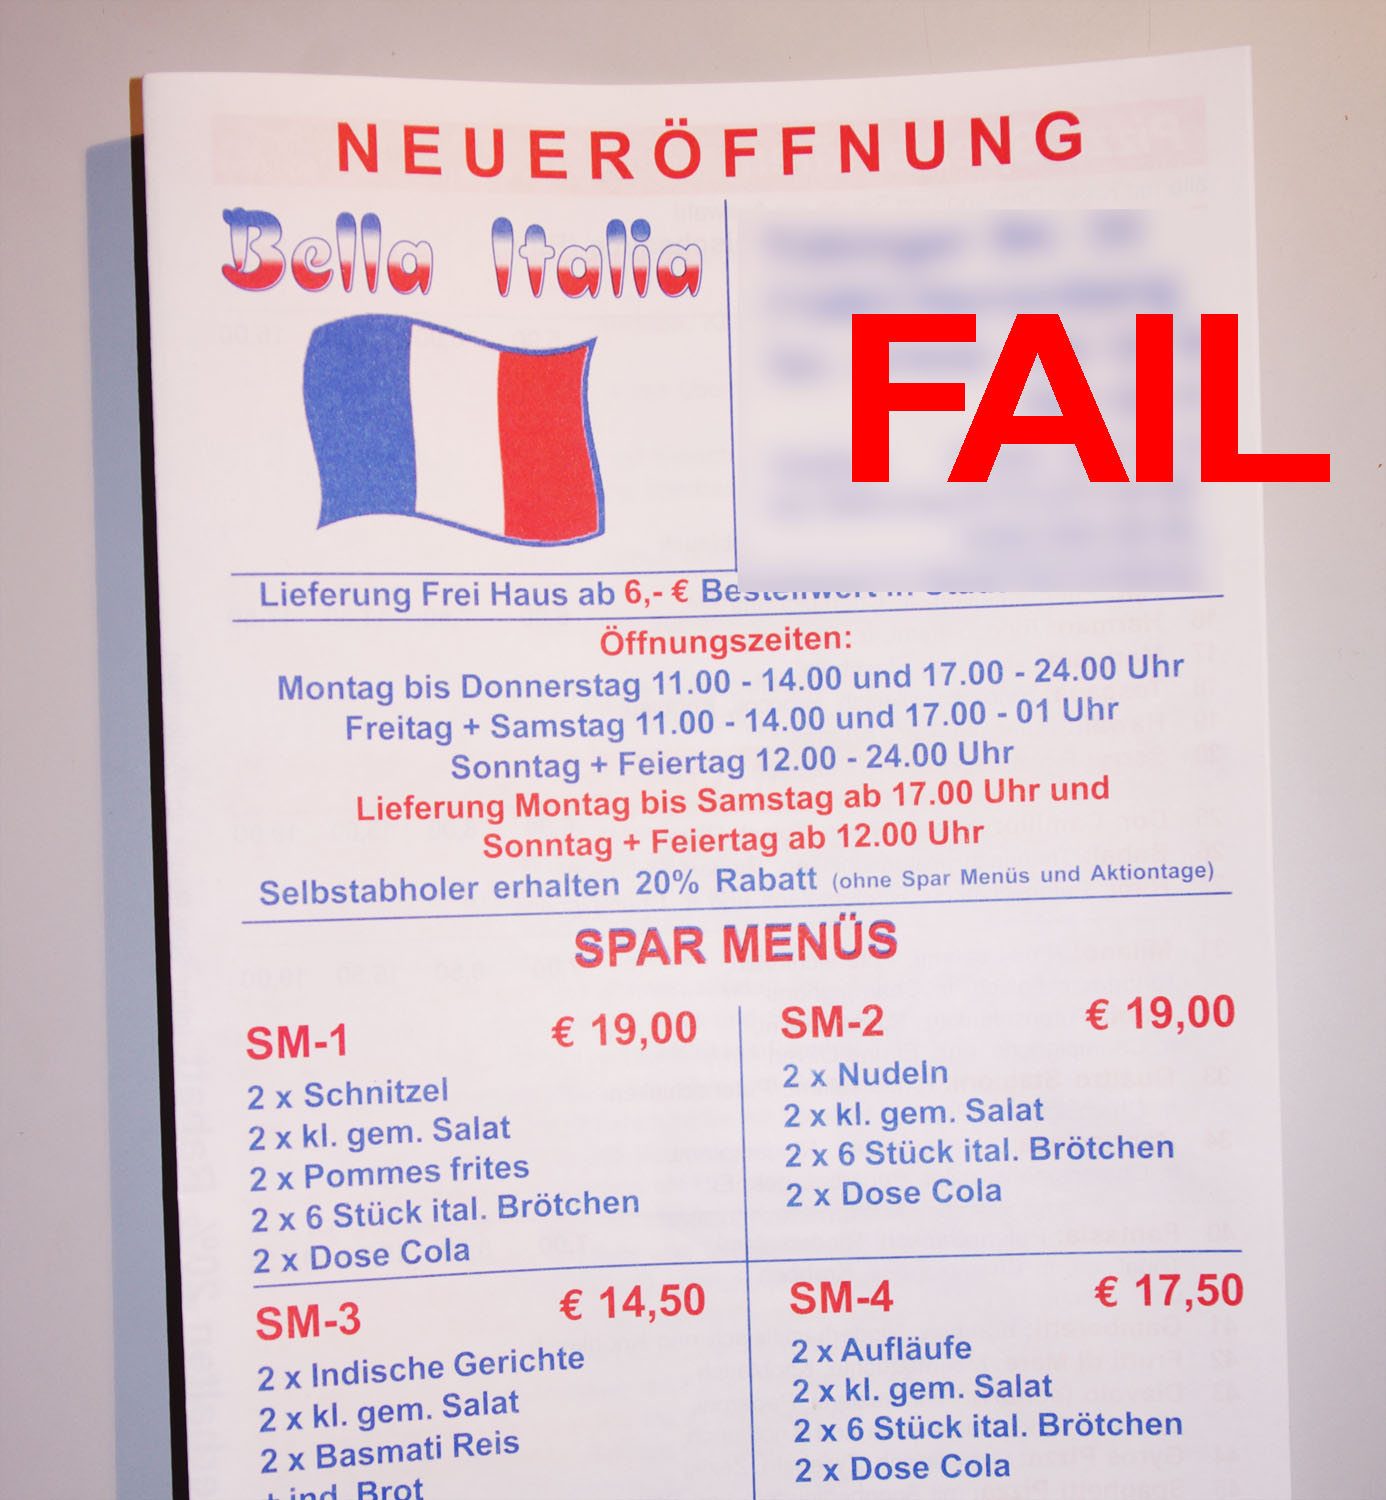 NEUERÖFFNUNG
Bella Italia
FAIL
Lieferung Frei Haus ab 6,- €
Öffnungszeiten:
Montag bis Donnerstag 11.00 - 14.00 und 17.00 - 24.00 Uhr
Freitag + Samstag 11.00 - 14.00 und 17.00 - 01 Uhr
Sonntag + Feiertag 12.00 - 24.00 Uhr
Lieferung Montag bis Samstag ab 17.00 Uhr und
Sonntag + Feiertag ab 12.00 Uhr
Selbstabholer erhalten 20% Rabatt (ohne Spar Menüs und Aktiontage)
SPAR MENÜS
SM-1 € 19,00
2 x Schnitzel
2 x kl. gem. Salat
2 x Pommes frites
2 x 6 Stück ital. Brötchen
2 x Dose Cola
SM-2 € 19,00
2 x Nudeln
2 x kl. gem. Salat
2 x 6 Stück ital. Brötchen
2 x Dose Cola
SM-3 € 14,50
2 x Indische Gerichte
2 x kl. gem. Salat
2 x Basmati Reis
+ ind. Brot
SM-4 € 17,50
2 x Aufläufe
2 x kl. gem. Salat
2 x 6 Stück ital. Brötchen
2 x Dose Cola